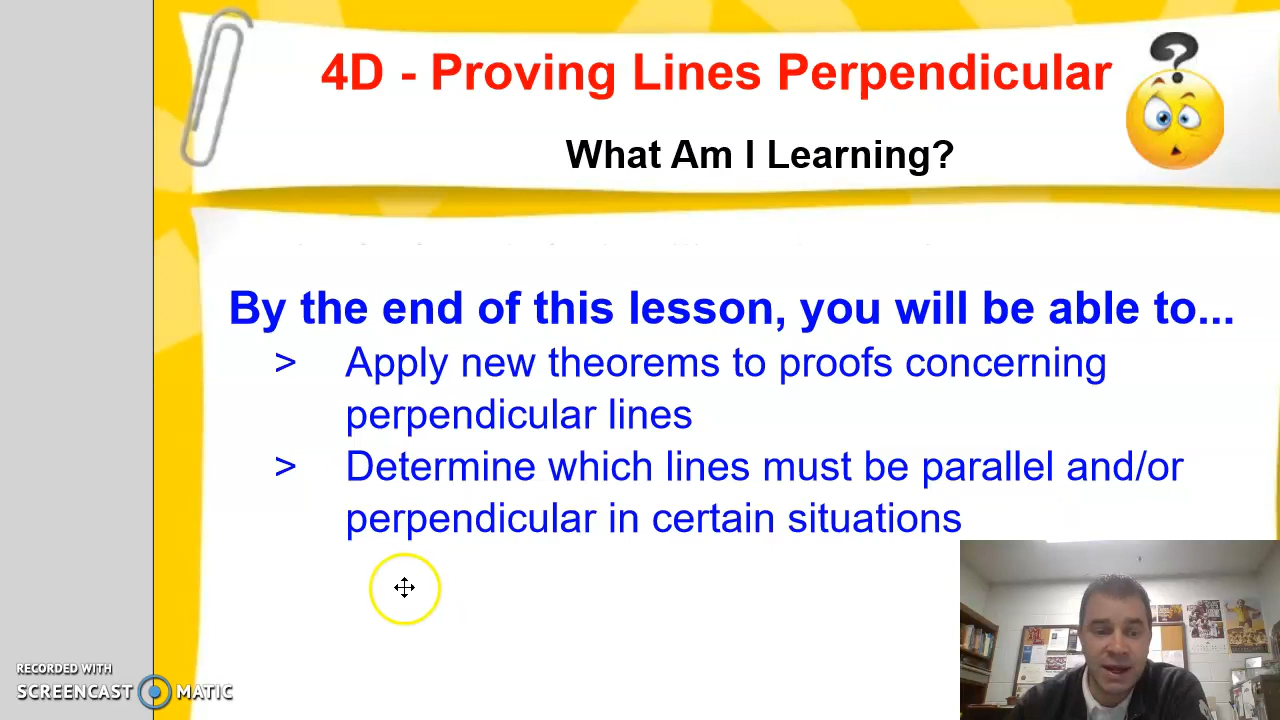 4D - Proving Lines Perpendicular
What Am I Learning?
By the end of this lesson, you will be able to...
> Apply new theorems to proofs concerning
perpendicular lines
> Determine which lines must be parallel and/or
perpendicular in certain situations
RECORDED WITH
SCREENCAST MATIC